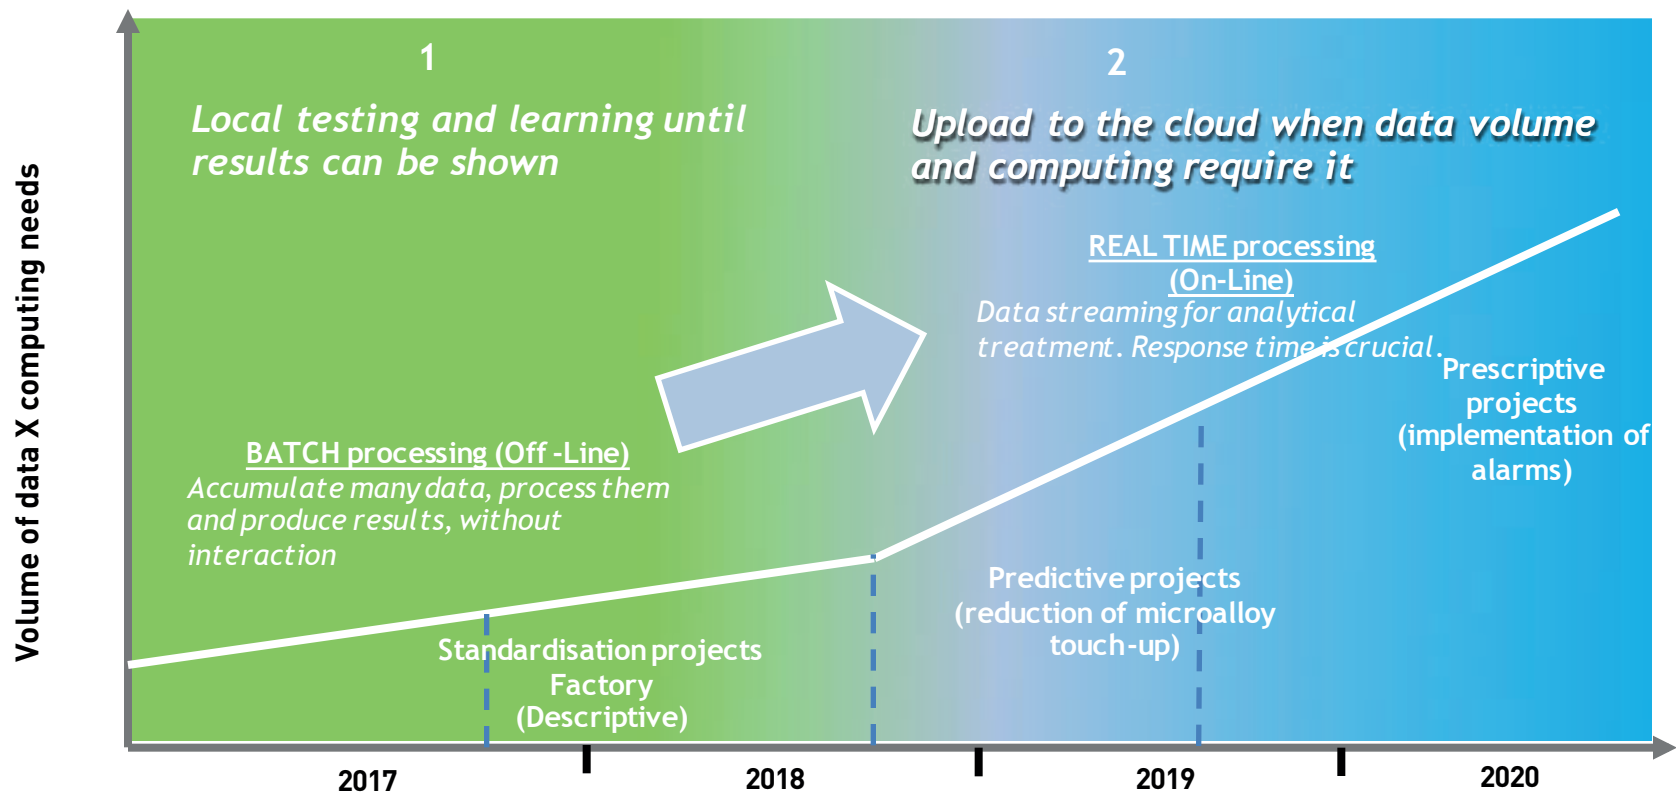 Volume of data X computing needs
1
Local testing and learning until
results can be shown
2
Upload to the cloud when data volume
and computing require it
REAL TIME processing
(On-Line)
Data streaming for analytical
treatment. Response time is crucial.
Prescriptive
projects
(implementation of
alarms)
BATCH processing (Off -Line)
Accumulate many data, process them
and produce results, without
interaction
Predictive projects
(reduction of microalloy
touch-up)
Standardisation projects
Factory
(Descriptive)
2017
2018
2019
2020